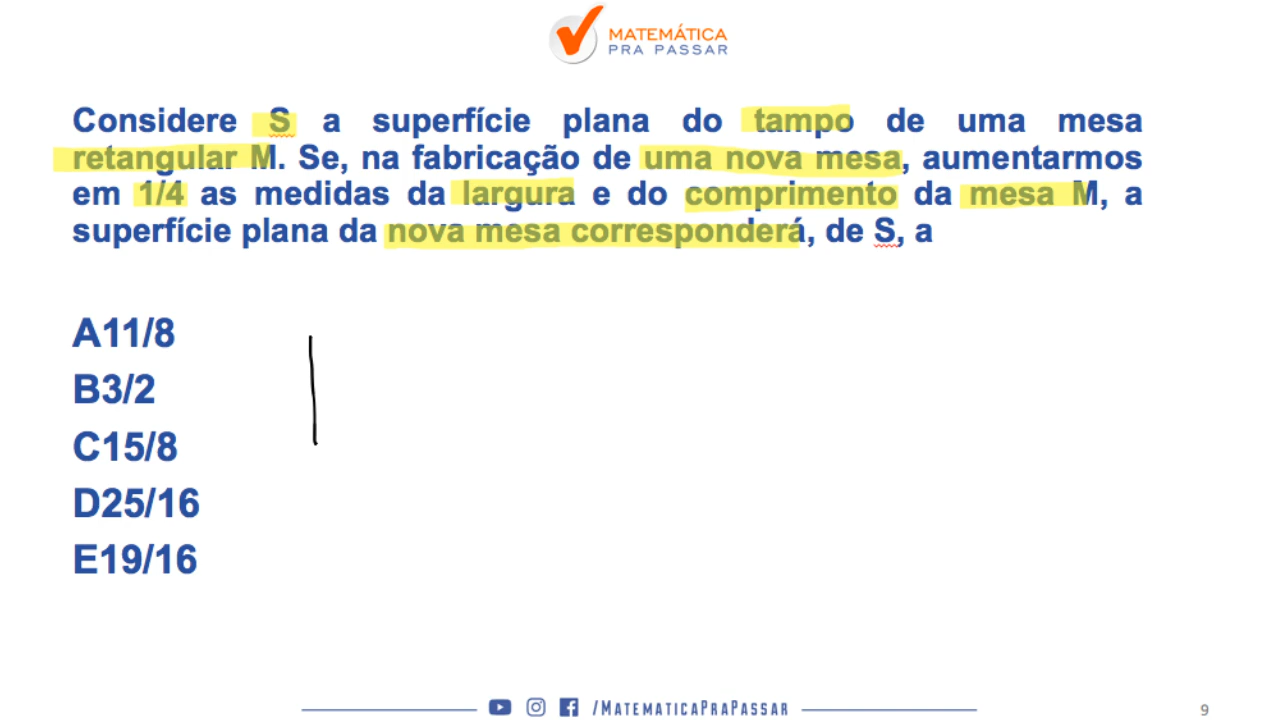 MATEMÁTICA
PRA PASSAR
Considere S a superfície plana do tampo de uma mesa
retangular M. Se, na fabricação de uma nova mesa, aumentarmos
em 1/4 as medidas da largura e do comprimento da mesa M, a
superfície plana da nova mesa corresponderá, de S, a
A11/8
B3/2
C15/8
D25/16
E19/16
/MATEMATICAPRAPASSAR
9